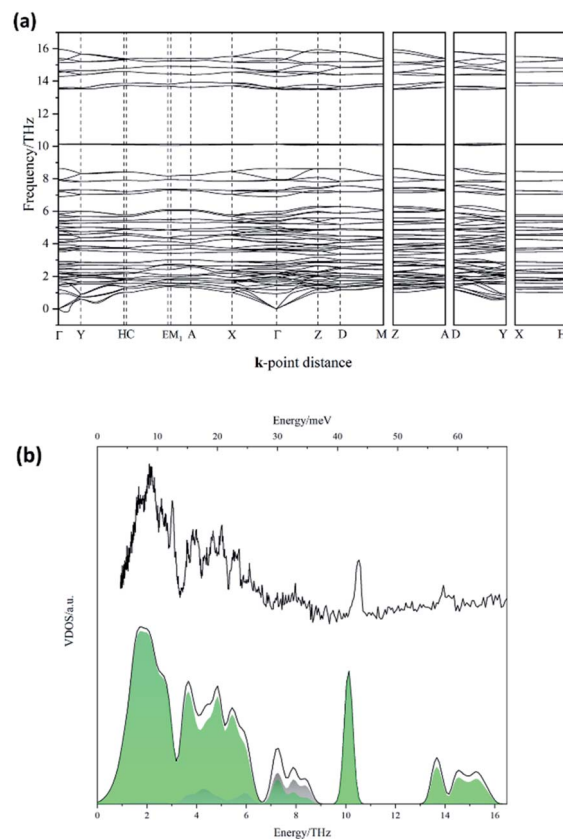 (a)
16
14
12
10
8
6
4
2
0
Frequency/THz
Γ Y HC EM₁ A X Γ Z D M Z A D Y X H
k-point distance
(b)
Energy/meV
0 10 20 30 40 50 60
VDOS/a.u.
0 2 4 6 8 10 12 14 16
Energy/THz